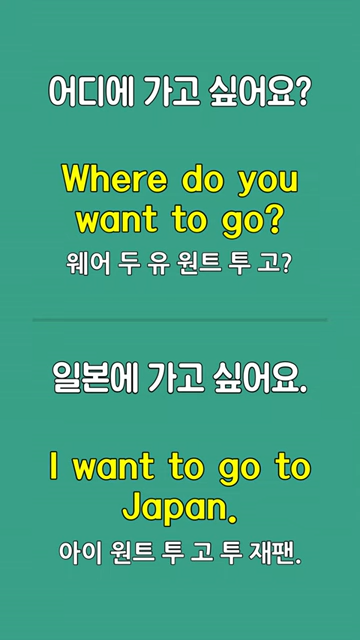 어디에 가고 싶어요?
Where do you
want to go?
웨어 두 유 원트 투 고?
일본에 가고 싶어요.
I want to go to
Japan.
아이 원트 투 고 투 재팬.